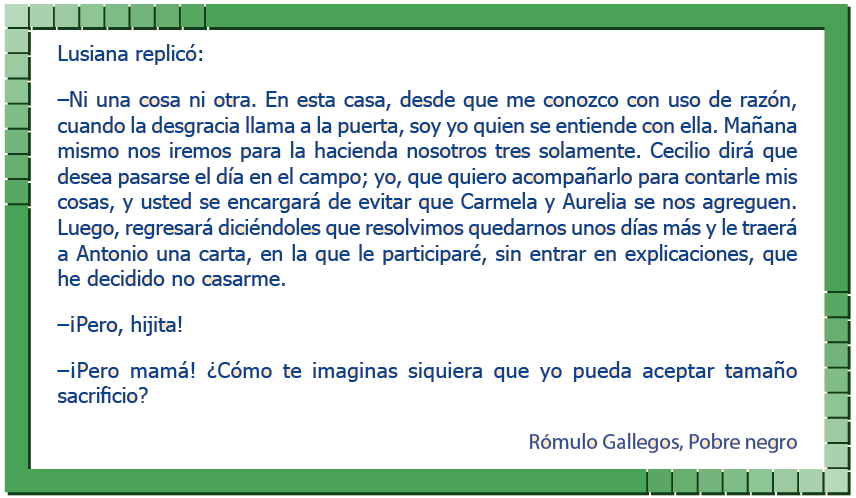 Lusiana replicó:
–Ni una cosa ni otra. En esta casa, desde que me conozco con uso de razón,
cuando la desgracia llama a la puerta, soy yo quien se entiende con ella. Mañana
mismo nos iremos para la hacienda nosotros tres solamente. Cecilio dirá que
desea pasarse el día en el campo; yo, que quiero acompañarlo para contarle mis
cosas, y usted se encargará de evitar que Carmela y Aurelia se nos agreguen.
Luego, regresará diciéndoles que resolvimos quedarnos unos días más y le traerá
a Antonio una carta, en la que le participaré, sin entrar en explicaciones, que
he decidido no casarme.
–¡Pero, hijita!
–¡Pero mamá! ¿Cómo te imaginas siquiera que yo pueda aceptar tamaño
sacrificio?
Rómulo Gallegos, Pobre negro